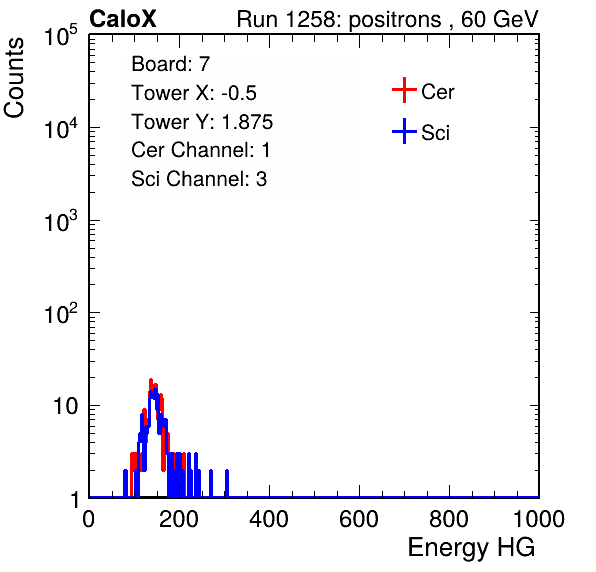 CaloX Run 1258: positrons , 60 GeV
Counts
Board: 7
Tower X: -0.5
Tower Y: 1.875
Cer Channel: 1
Sci Channel: 3
Cer
Sci
10^5
10^4
10^3
10^2
10
1
0 200 400 600 800 1000
Energy HG